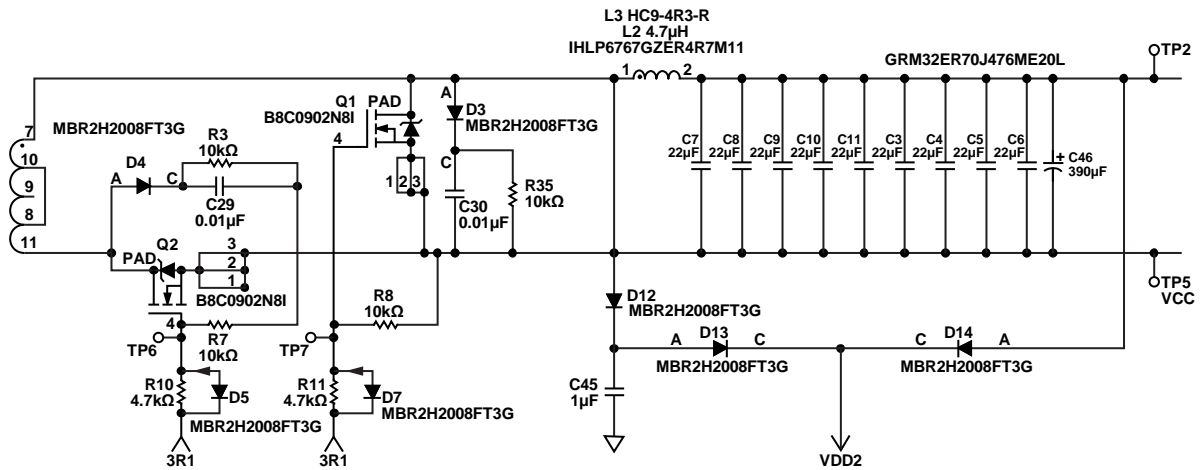 L3 HC9-4R3-R
L2 4.7µH
IHLP6767GZER4R7M11
1
2
GRM32ER70J476ME20L
TP2
7
10
9
8
11
MBR2H2008FT3G
R3
10kΩ
D4
A
C
C29
0.01µF
Q1
PAD
B8C0902N8I
4
1
2
3
A
D3
MBR2H2008FT3G
C
C30
0.01µF
R35
10kΩ
C7
22µF
C8
22µF
C9
22µF
C10
22µF
C11
22µF
C3
22µF
C4
22µF
C5
22µF
C6
22µF
+
C46
390µF
Q2
PAD
3
2
1
B8C0902N8I
4
TP6
R7
10kΩ
R8
10kΩ
TP7
R10
4.7kΩ
D5
MBR2H2008FT3G
3R1
R11
4.7kΩ
D7
MBR2H2008FT3G
3R1
D12
MBR2H2008FT3G
A
D13
C
MBR2H2008FT3G
C
D14
A
MBR2H2008FT3G
C45
1µF
VDD2
TP5
VCC